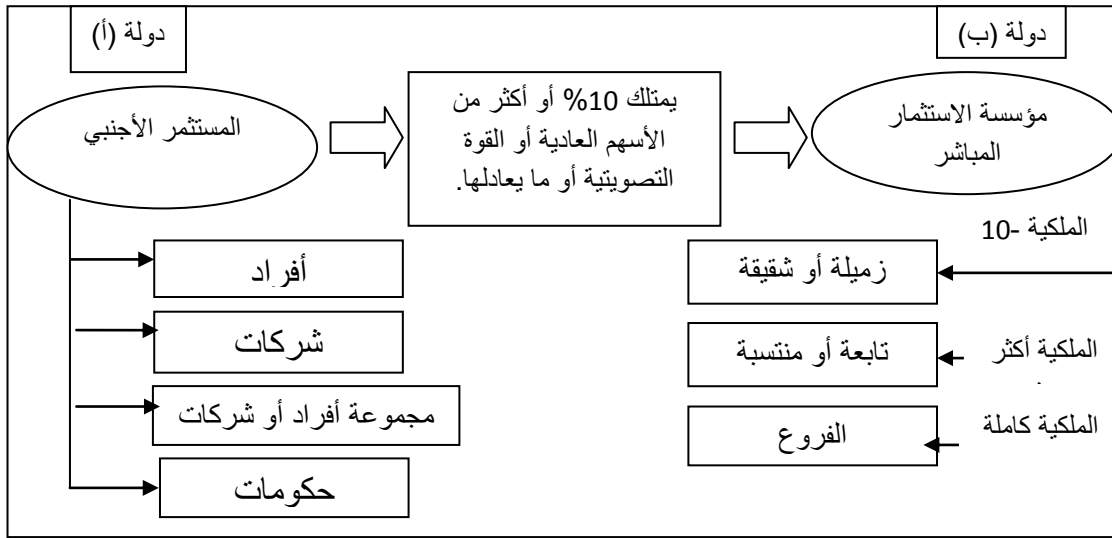 دولة (أ)
دولة (ب)
المستثمر الأجنبي
يمتلك 10% أو أكثر من
الأسهم العادية أو القوة
التصويتية أو ما يعادلها.
مؤسسة الاستثمار
المباشر
أفراد
شركات
مجموعة أفراد أو شركات
حكومات
الملكية -10
زميلة أو شقيقة
الملكية أكثر
تابعة أو منتسبة
الملكية كاملة
الفروع